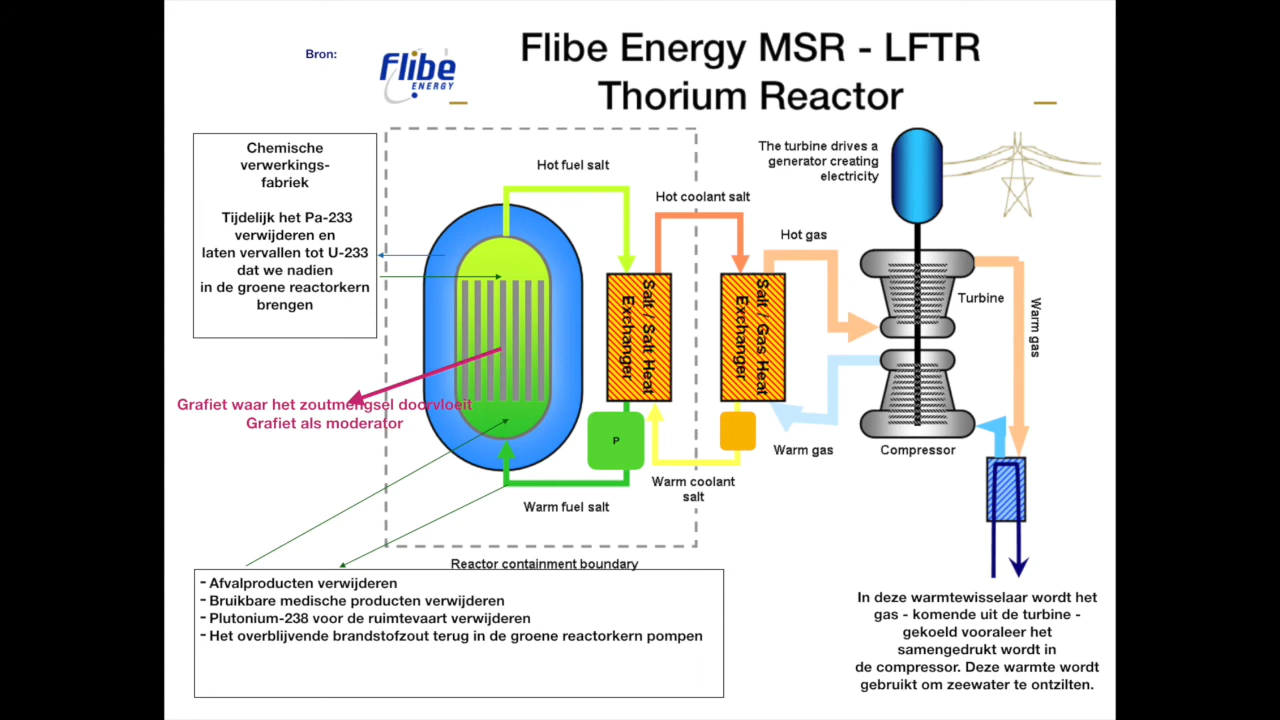 Bron:
Flibe
ENERGY
Flibe Energy MSR - LFTR
Thorium Reactor
Chemische
verwerkings-
fabriek
Tijdelijk het Pa-233
verwijderen en
laten vervallen tot U-233
dat we nadien
in de groene reactorkern
brengen
Hot fuel salt
Hot coolant salt
The turbine drives a
generator creating
electricity
Hot gas
Salt / Salt Heat
Exchanger
Salt / Gas Heat
Exchanger
Turbine
Warm gas
Grafiet waar het zoutmengsel doorvloeit
Grafiet als moderator
P
Warm gas
Compressor
Warm coolant
salt
Warm fuel salt
Reactor containment boundary
- Afvalproducten verwijderen
- Bruikbare medische producten verwijderen
- Plutonium-238 voor de ruimtevaart verwijderen
- Het overblijvende brandstofzout terug in de groene reactorkern pompen
In deze warmtewisselaar wordt het
gas - komende uit de turbine -
gekoeld vooraleer het
samengedrukt wordt in
de compressor. Deze warmte wordt
gebruikt om zeewater te ontzilten.